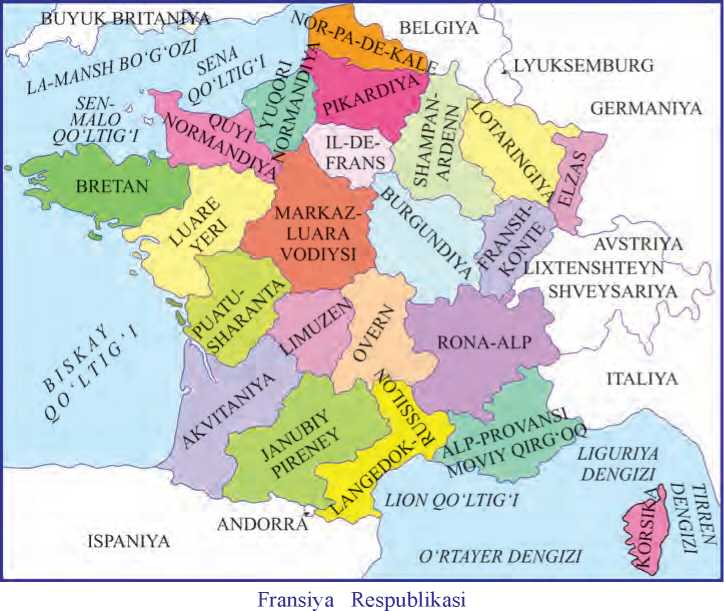 BUYUK BRITANIYA
NOR-PA-DE-KALE
BELGIYA
LA-MANSH BO‘G‘OZI
SENA
QO‘LTIG‘I
LYUKSEMBURG
YUQORI
NORMANDIYA
PIKARDIYA
SEN-
MALO
QO‘LTIG‘I
QUYI
NORMANDIYA
IL-DE-
FRANS
SHAMPAN-
ARDENN
LOTARINGIYA
GERMANIYA
ELZAS
BRETAN
LUARE
YERI
MARKAZ-
LUARA
VODIYSI
BURGUNDIYA
FRANSH-
KONTE
AVSTRIYA
LIXTENSHTEYN
SHVEYSARIYA
PUATU-
SHARANTA
LIMUZEN
OVERN
RONA-ALP
BISKAY
QO‘LTIG‘I
ITALIYA
AKVITANIYA
JANUBIY
PIRENEY
LANGEDOK-
RUSSILON
ALP-PROVANSI
MOVIY QIRG‘OQ
LIGURIYA
DENGIZI
LION QO‘LTIG‘I
TIRREN
DENGIZI
KORSIKA
ANDORRA
ISPANIYA
O‘RTAYER DENGIZI
Fransiya Respublikasi